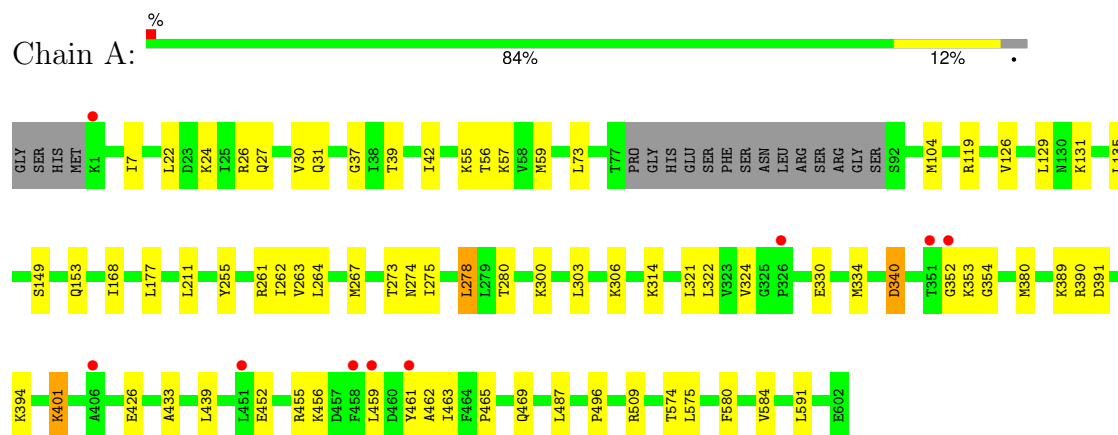 %
Chain A:
84% 12% •
GLY SER HIS MET K1 I7 L22 D23 K24 I25 R26 Q27 V30 Q31 G37 I38 T39 I42 K55 T56 K57 V58 M59 L73 T77 PRO GLY HIS GLU SER PHE SER ASN LEU ARG SER ARG GLY SER S92 M104 R119 V126 L129 N130 K131 L135
S149 Q153 I168 L177 L211 Y255 R261 I262 V263 L264 M267 T273 N274 I275 L278 L279 T280 K300 L303 K306 K314 L321 L322 V323 V324 G325 P326 E330 M334 D340 T351 G352 K353 G354 M380 K389 R390 D391
K394 K401 A406 E426 A433 L439 L451 E452 R455 K456 D457 F458 L459 D460 Y461 A462 I463 F464 P465 Q469 L487 P496 R509 T574 L575 F580 V584 L591 E602